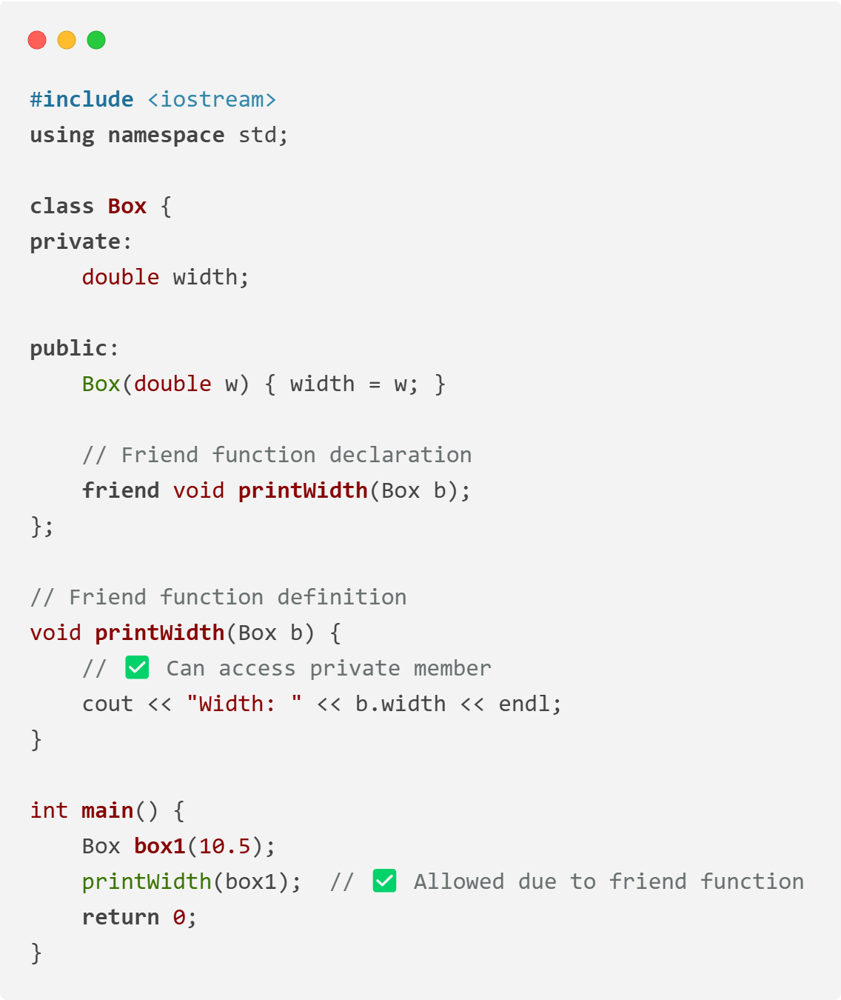 #include <iostream>
using namespace std;

class Box {
private:
    double width;

public:
    Box(double w) { width = w; }

    // Friend function declaration
    friend void printWidth(Box b);
};

// Friend function definition
void printWidth(Box b) {
    // ✅ Can access private member
    cout << "Width: " << b.width << endl;
}

int main() {
    Box box1(10.5);
    printWidth(box1);  // ✅ Allowed due to friend function
    return 0;
}